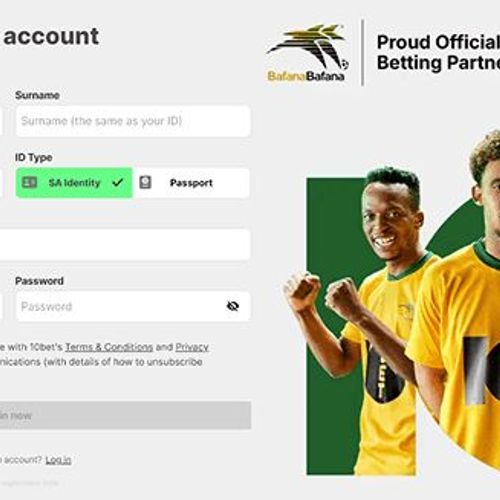 account
Surname
Surname (the same as your ID)
ID Type
SA Identity
Passport
Password
Password
e with 10bet's Terms & Conditions and Privacy
nications (with details of how to unsubscribe
in now
account? Log in
BafanaBafana
Proud Official
Betting Partne